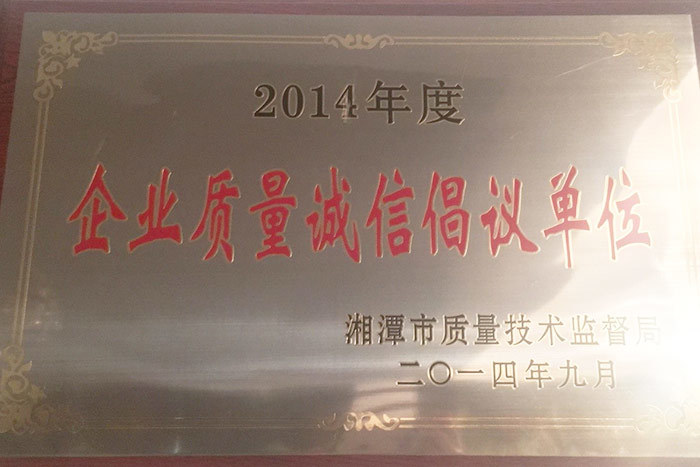 2014年度
企业质量诚信倡议单位
湘潭市质量技术监督局
二〇一四年九月